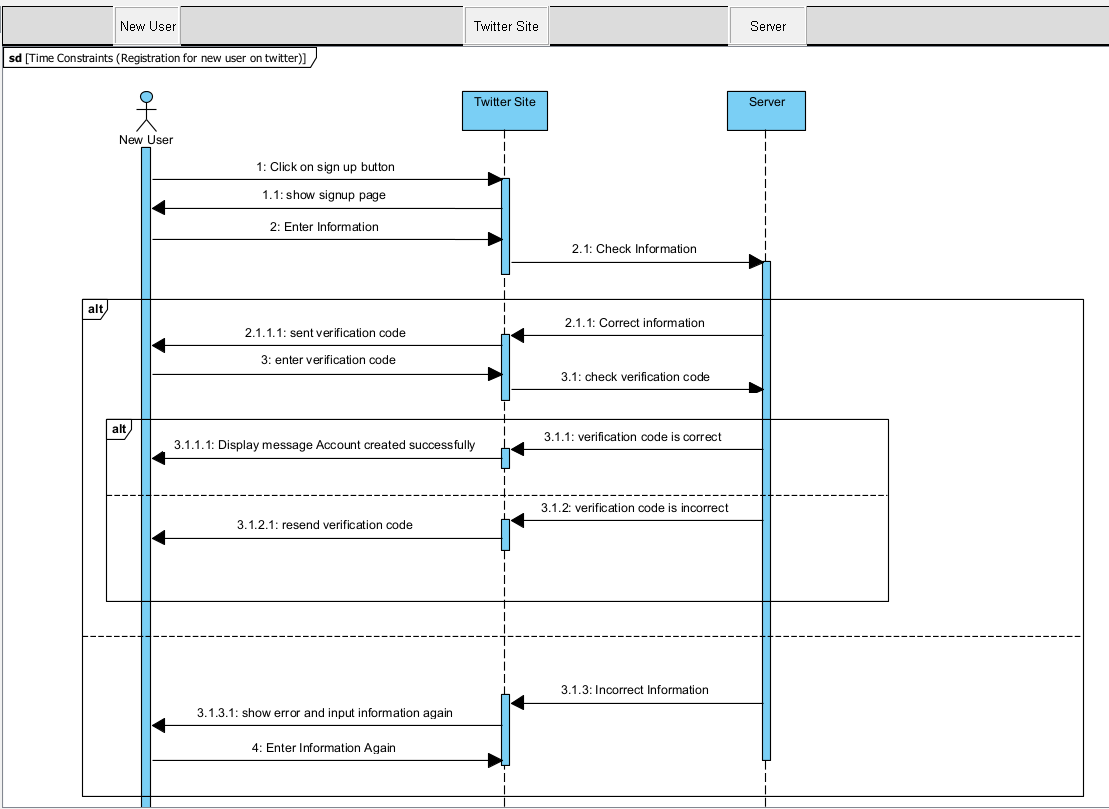 New User
Twitter Site
Server
sd [Time Constraints (Registration for new user on twitter)]
Twitter Site
Server
New User
1: Click on sign up button
1.1: show signup page
2: Enter Information
2.1: Check Information
alt
2.1.1: Correct information
2.1.1.1: sent verification code
3: enter verification code
3.1: check verification code
alt
3.1.1: verification code is correct
3.1.1.1: Display message Account created successfully
3.1.2: verification code is incorrect
3.1.2.1: resend verification code
3.1.3: Incorrect Information
3.1.3.1: show error and input information again
4: Enter Information Again